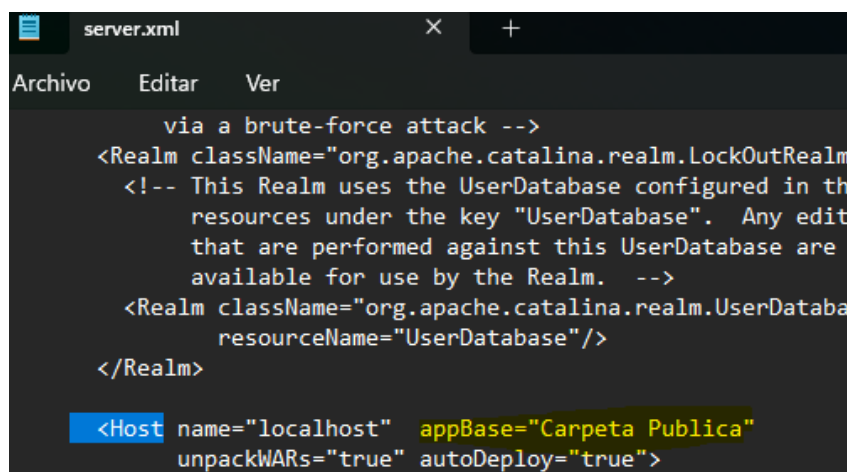 server.xml
Archivo Editar Ver
via a brute-force attack -->
<Realm className="org.apache.catalina.realm.LockOutRealm
<!-- This Realm uses the UserDatabase configured in th
resources under the key "UserDatabase".  Any edit
that are performed against this UserDatabase are
available for use by the Realm.  -->
<Realm className="org.apache.catalina.realm.UserDataba
resourceName="UserDatabase"/>
</Realm>
<Host name="localhost"  appBase="Carpeta Publica"
unpackWARs="true" autoDeploy="true">